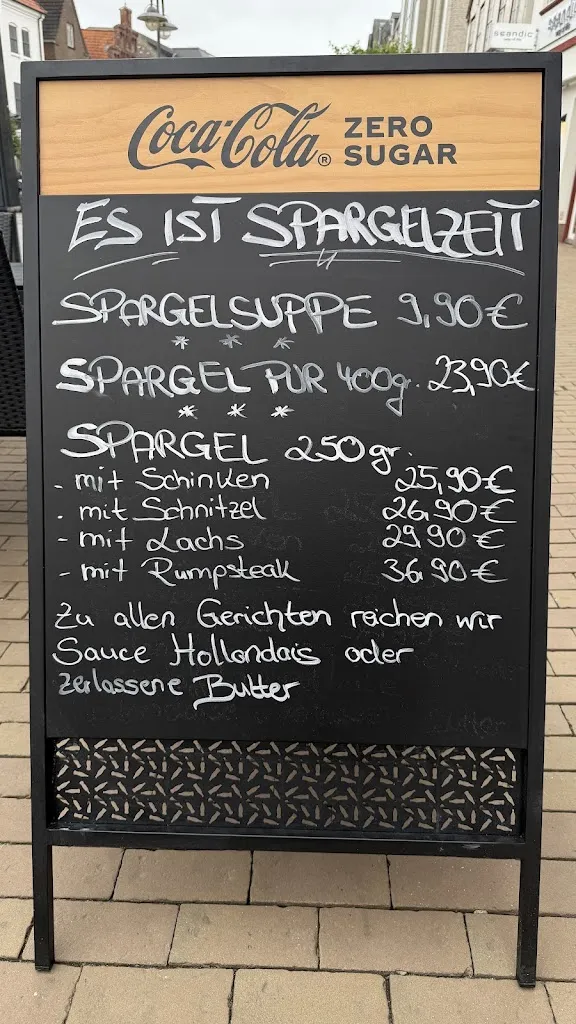 scandic
Coca-Cola® ZERO SUGAR
ES IST SPARGELZEIT
SPARGELSUPPE 9,90€
* * *
SPARGEL PUR 400g. 23,90€
* * *
SPARGEL 250gr.
- mit Schinken 25,90€
- mit Schnitzel 26,90€
- mit Lachs 29,90€
- mit Rumpsteak 36,90€
Zu allen Gerichten reichen wir
Sauce Hollandais oder
zerlassene Butter